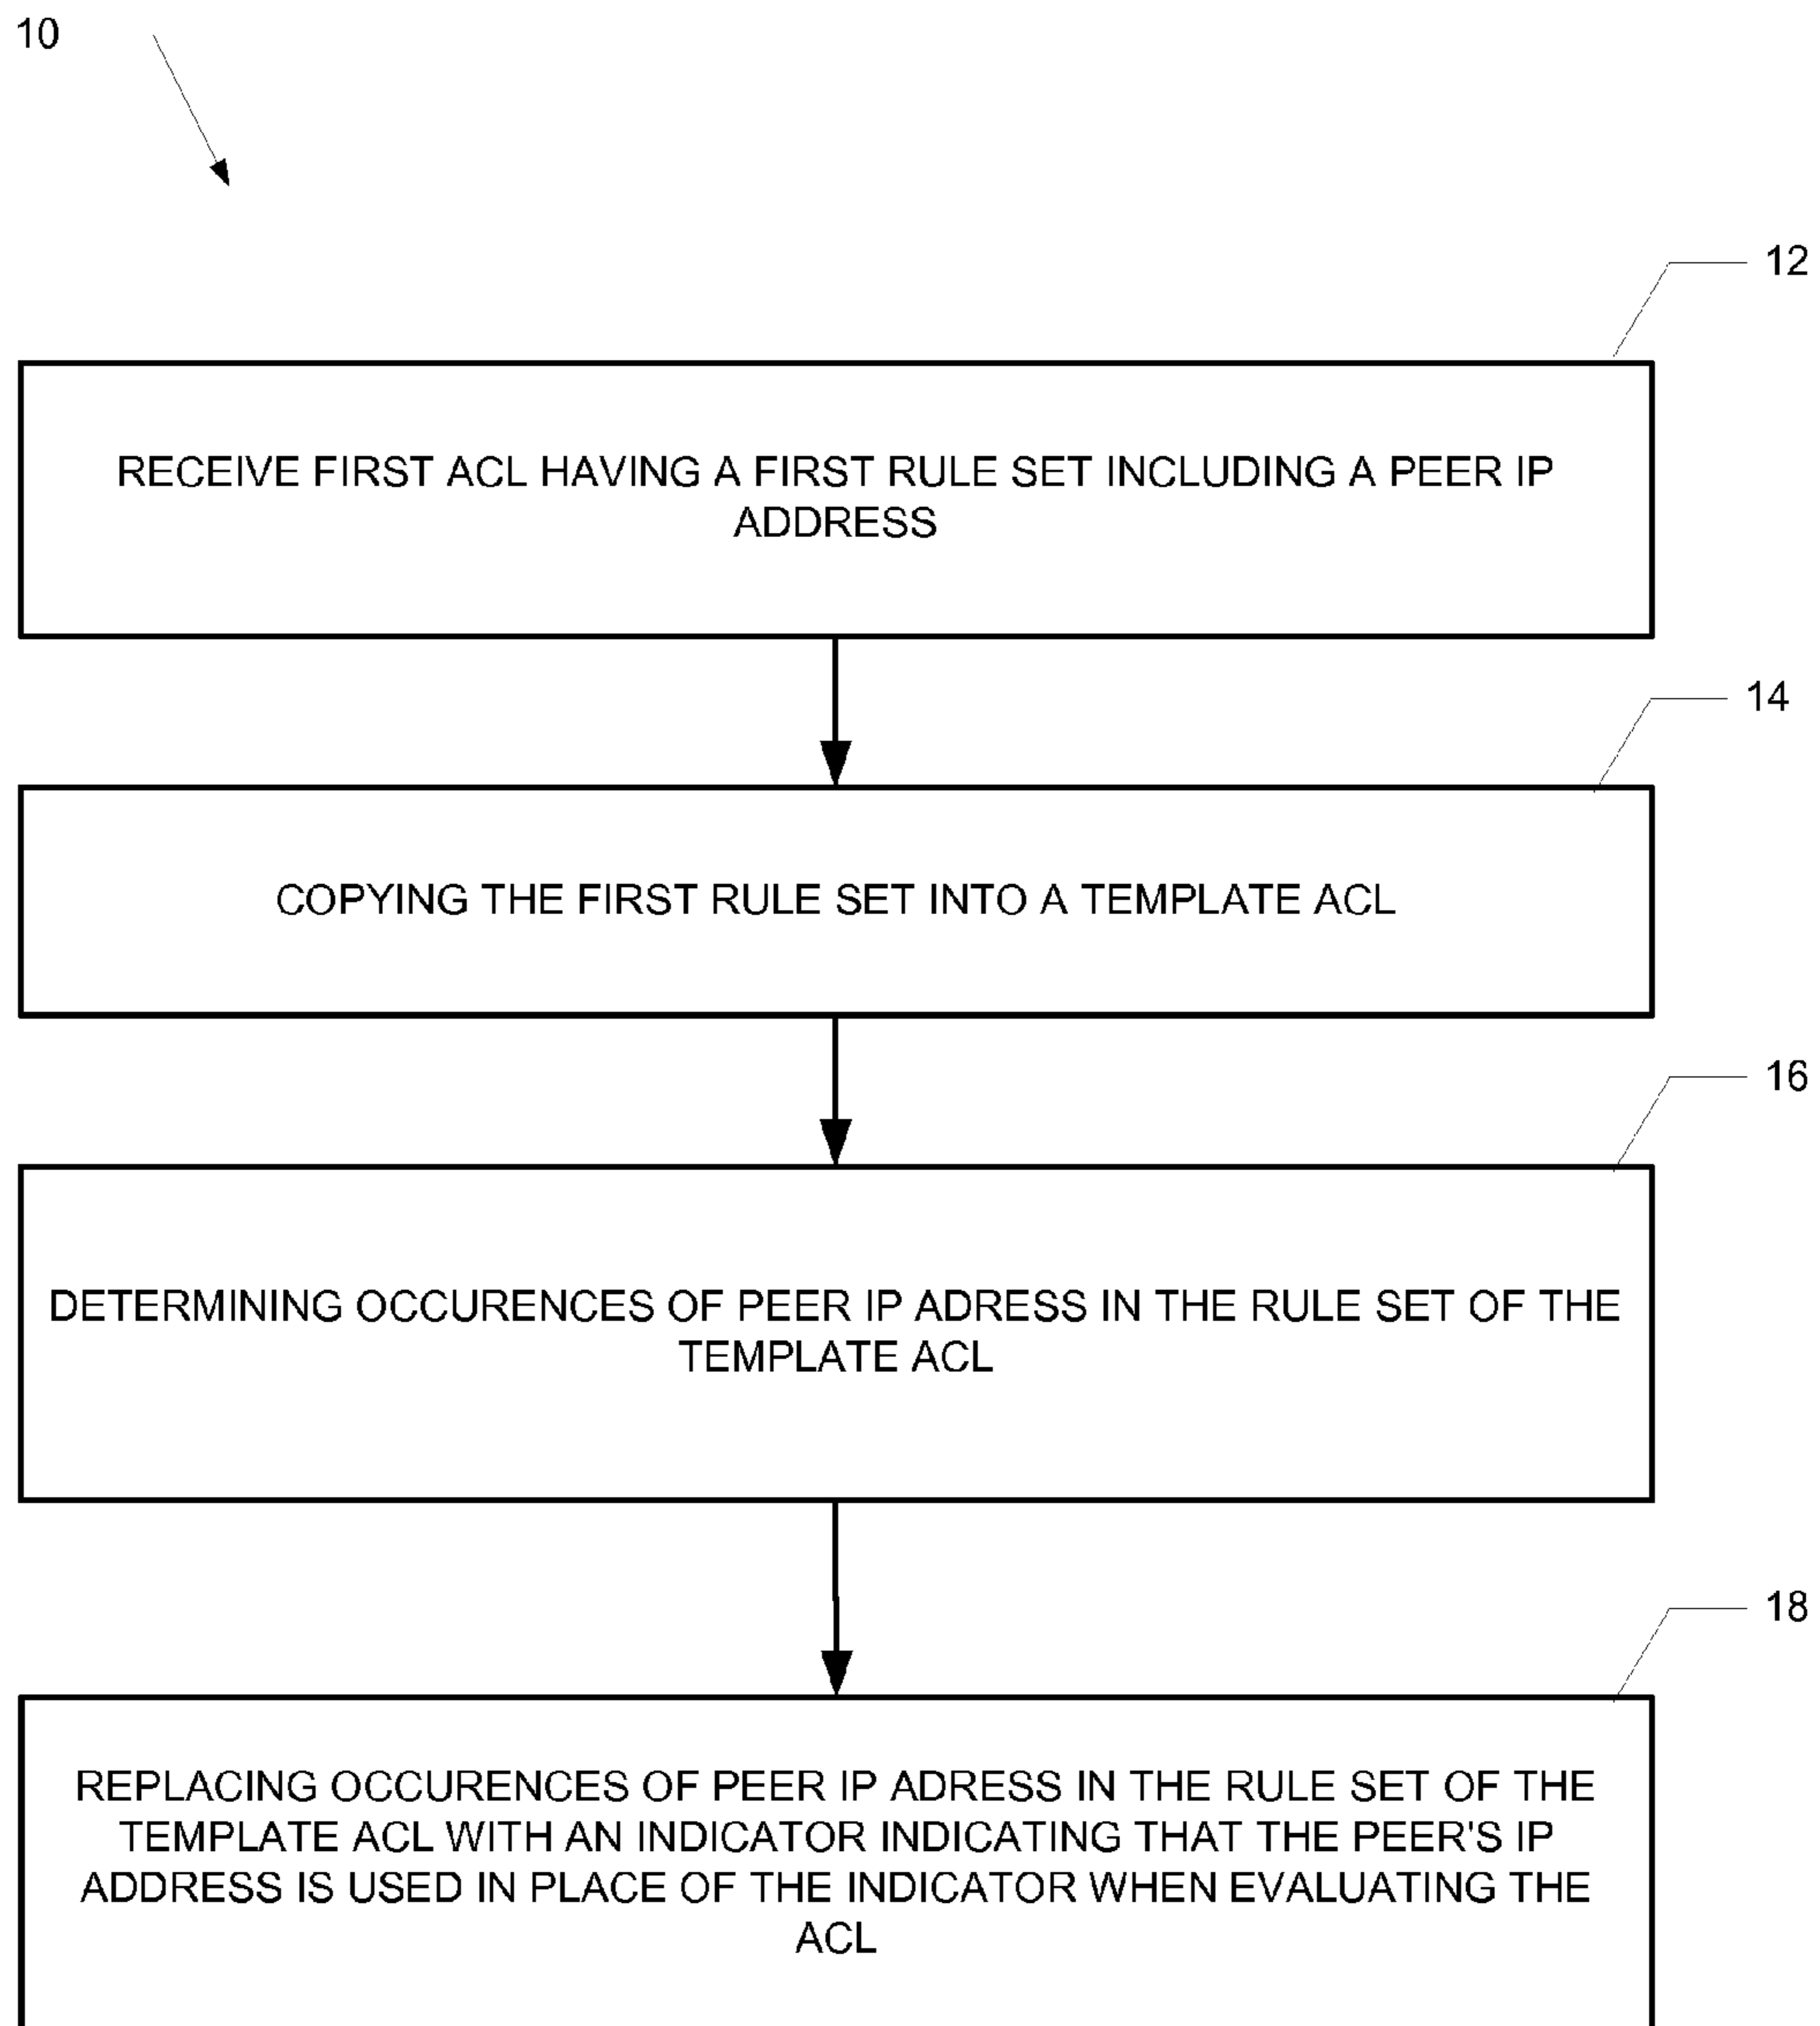 10
12
RECEIVE FIRST ACL HAVING A FIRST RULE SET INCLUDING A PEER IP
ADDRESS
14
COPYING THE FIRST RULE SET INTO A TEMPLATE ACL
16
DETERMINING OCCURENCES OF PEER IP ADRESS IN THE RULE SET OF THE
TEMPLATE ACL
18
REPLACING OCCURENCES OF PEER IP ADRESS IN THE RULE SET OF THE
TEMPLATE ACL WITH AN INDICATOR INDICATING THAT THE PEER'S IP
ADDRESS IS USED IN PLACE OF THE INDICATOR WHEN EVALUATING THE
ACL